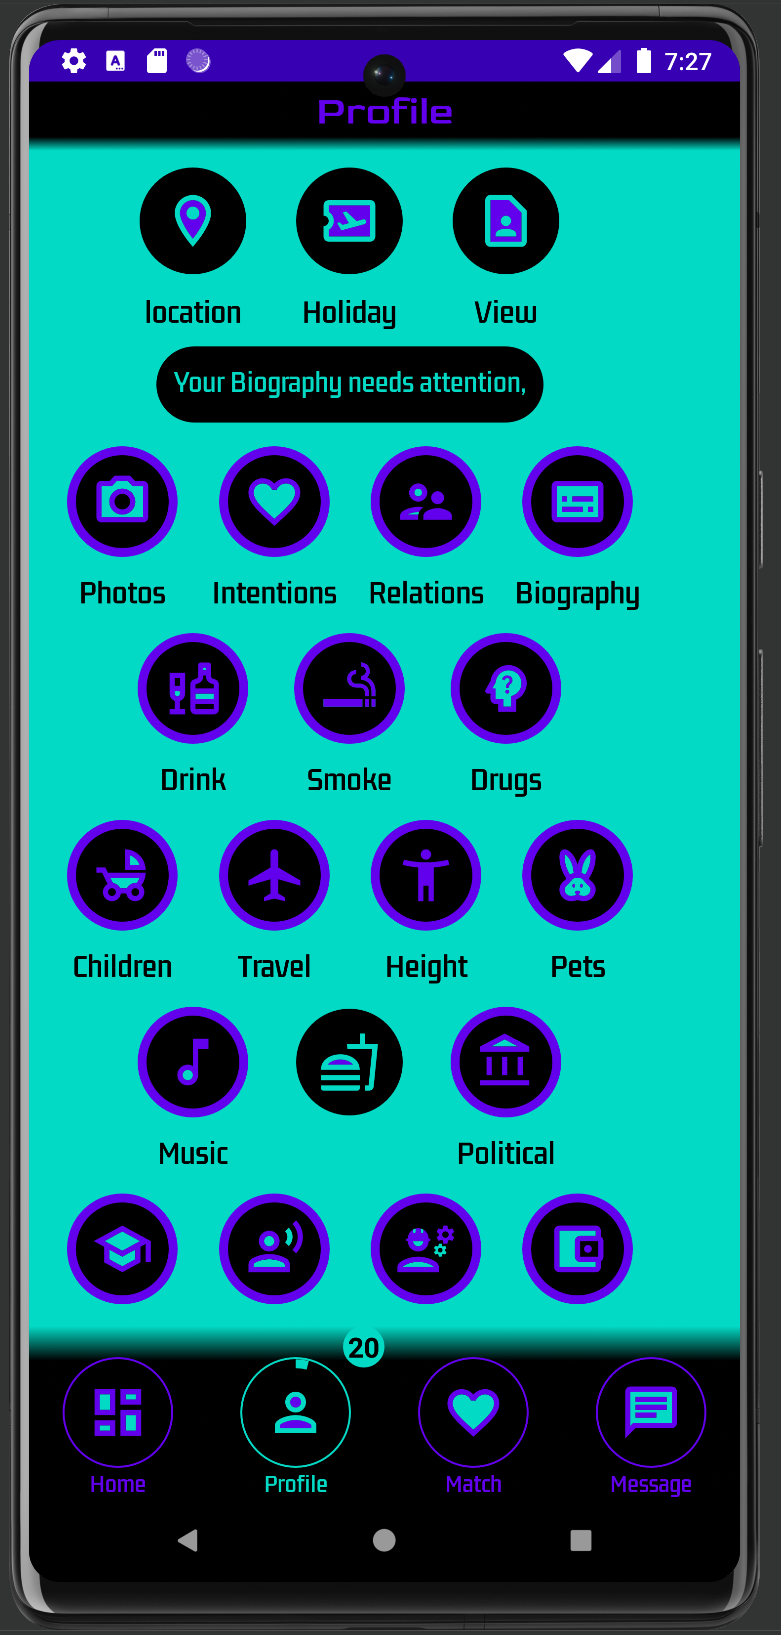 7:27
Profile
location Holiday View
Your Biography needs attention,
Photos Intentions Relations Biography
Drink Smoke Drugs
Children Travel Height Pets
Music Political
20
Home Profile Match Message